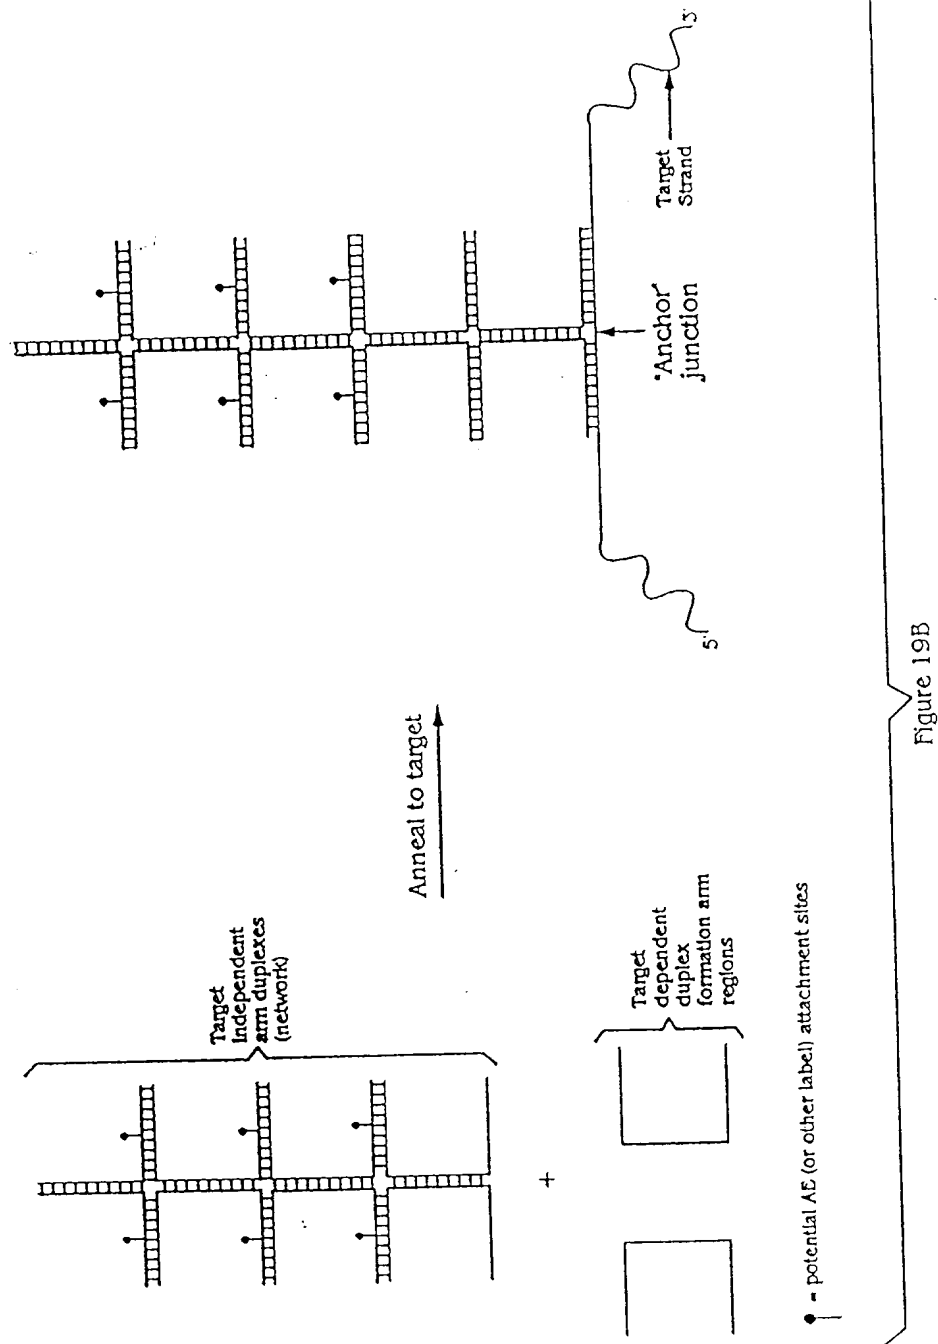 Target
Independent
arm duplexes
(network)
+
Target
dependent
duplex
formation arm
regions
= potential AE (or other label) attachment sites
Anneal to target
5'
"Anchor"
junction
Target
Strand
3'
Figure 19B